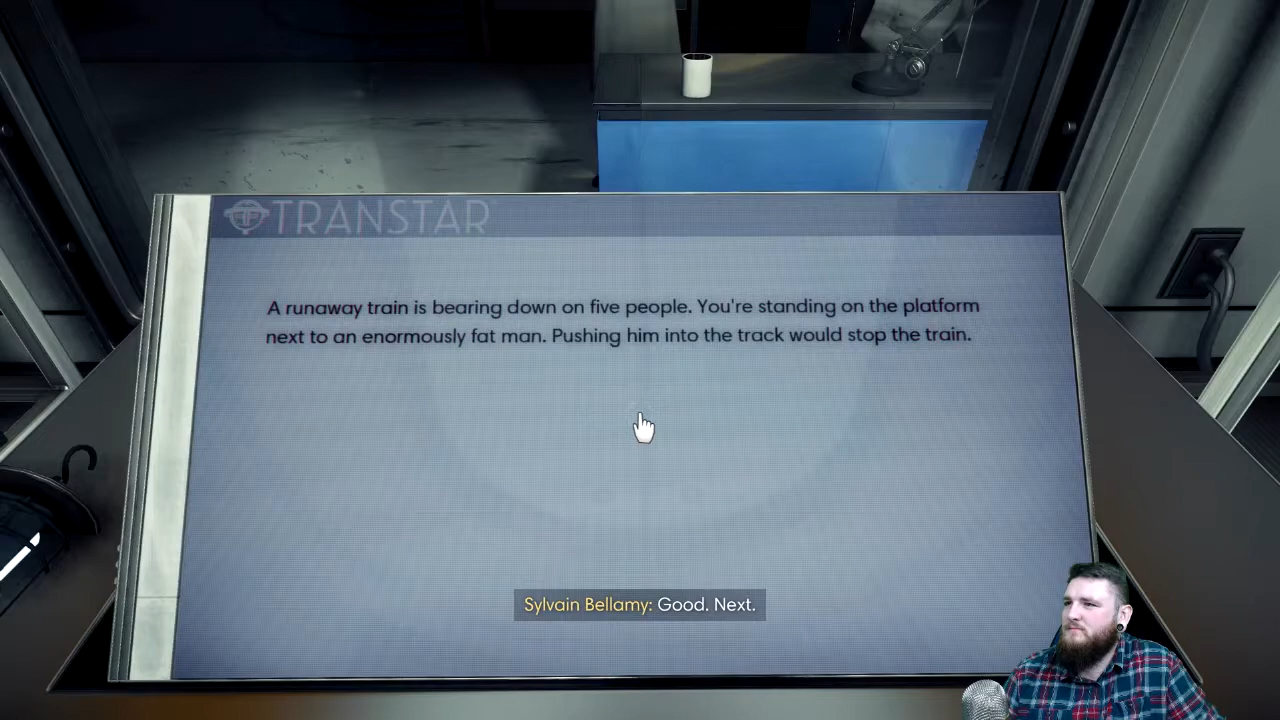 TRANSTAR
A runaway train is bearing down on five people. You're standing on the platform
next to an enormously fat man. Pushing him into the track would stop the train.
Sylvain Bellamy: Good. Next.